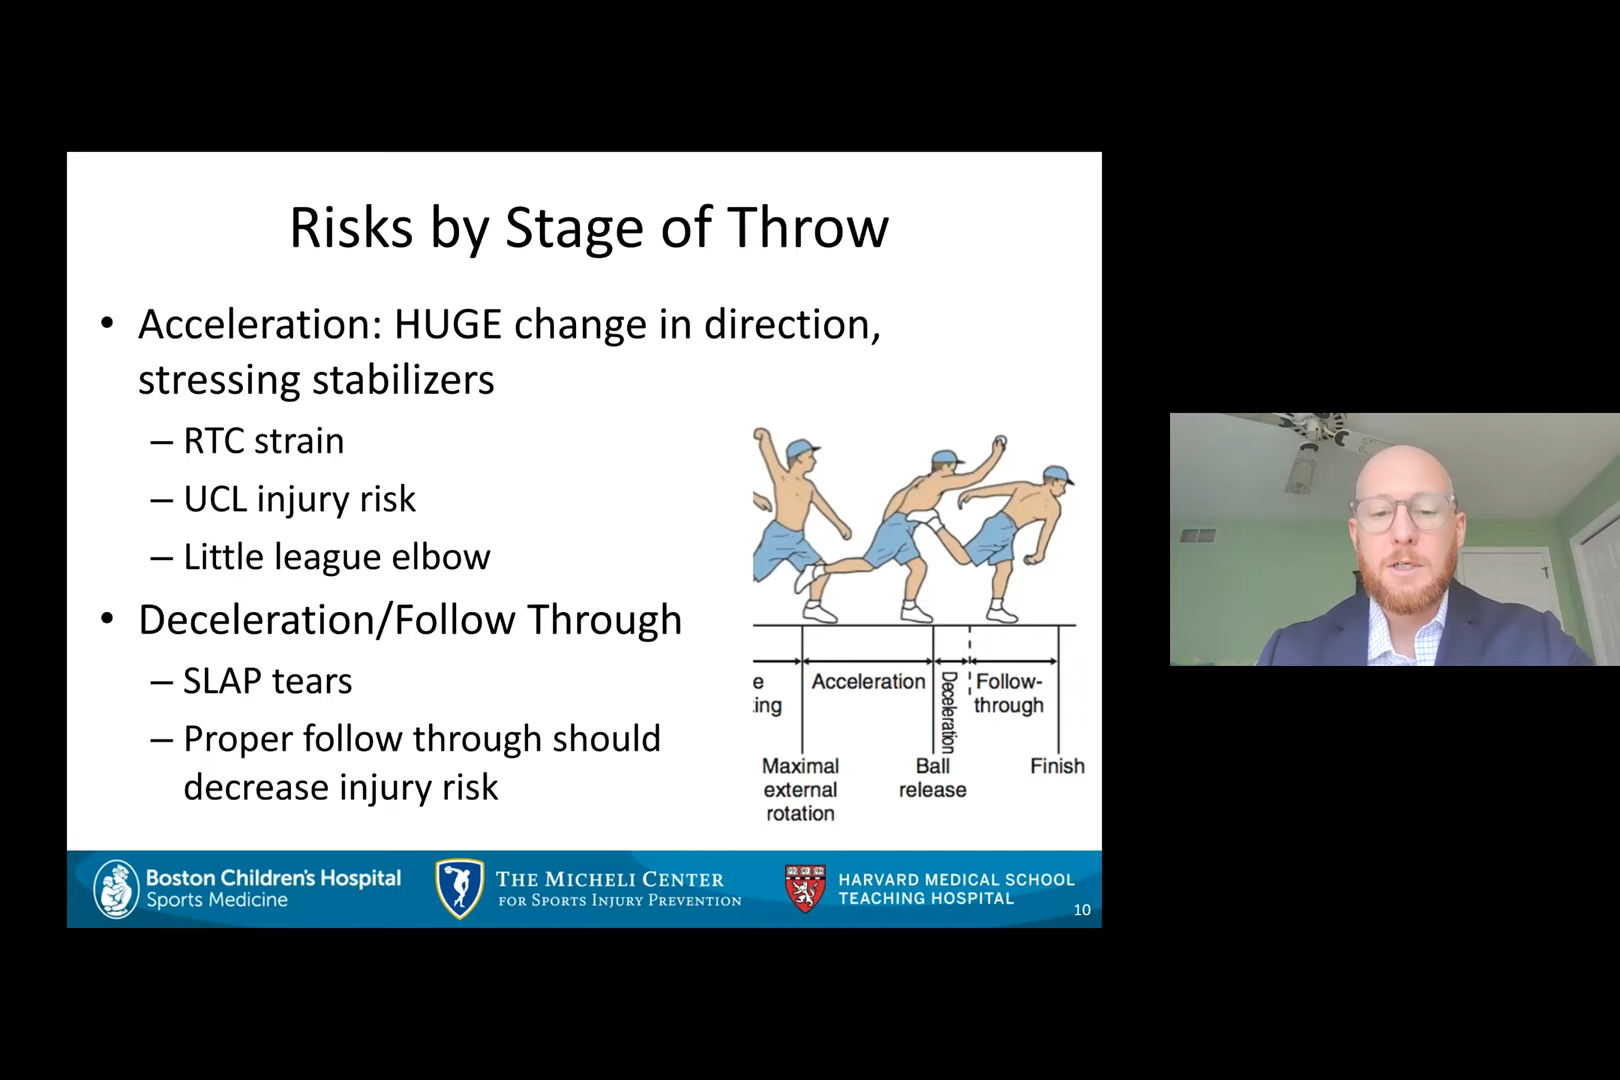 Risks by Stage of Throw
• Acceleration: HUGE change in direction,
stressing stabilizers
– RTC strain
– UCL injury risk
– Little league elbow
• Deceleration/Follow Through
– SLAP tears
– Proper follow through should
decrease injury risk
e
ing
Acceleration
Deceleration
Follow-
through
Maximal
external
rotation
Ball
release
Finish
Boston Children's Hospital
Sports Medicine
THE MICHELI CENTER
FOR SPORTS INJURY PREVENTION
HARVARD MEDICAL SCHOOL
TEACHING HOSPITAL
10